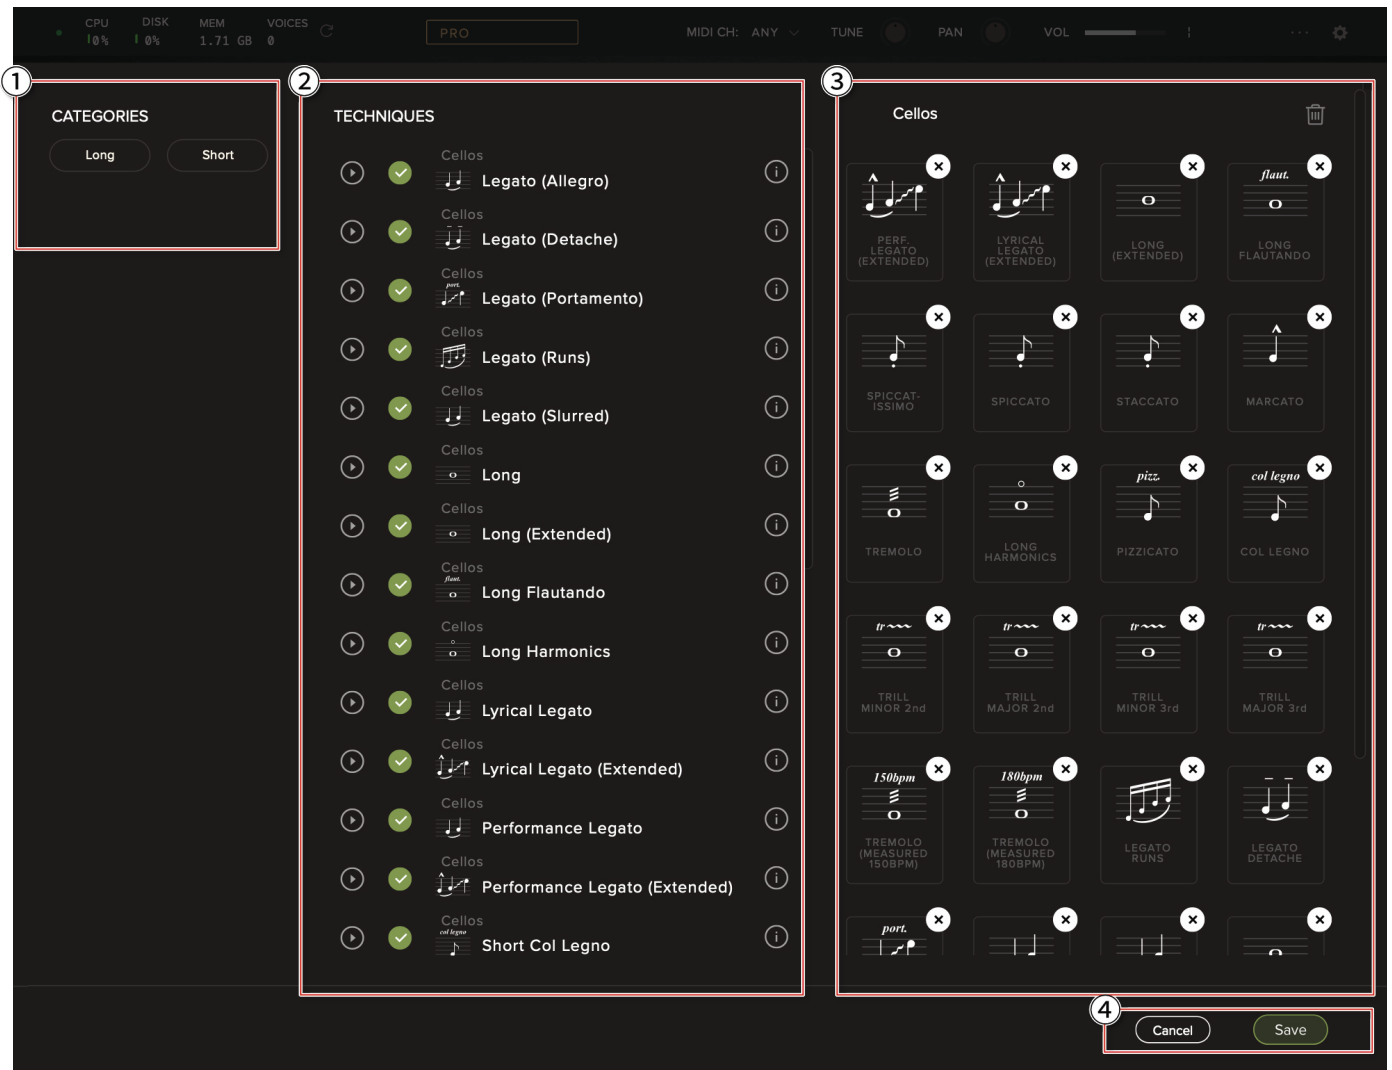 CPU DISK MEM VOICES
0% 0% 1.71 GB 0
PRO
MIDI CH: ANY TUNE PAN VOL
1
CATEGORIES
Long Short
2
TECHNIQUES
Cellos
Legato (Allegro)
Cellos
Legato (Detache)
Cellos
port.
Legato (Portamento)
Cellos
Legato (Runs)
Cellos
Legato (Slurred)
Cellos
Long
Cellos
Long (Extended)
Cellos
flaut.
Long Flautando
Cellos
Long Harmonics
Cellos
Lyrical Legato
Cellos
Lyrical Legato (Extended)
Cellos
Performance Legato
Cellos
Performance Legato (Extended)
Cellos
col legno
Short Col Legno
3
Cellos
PERF.
LEGATO
(EXTENDED)
LYRICAL
LEGATO
(EXTENDED)
LONG
(EXTENDED)
flaut.
LONG
FLAUTANDO
SPICCAT-
ISSIMO
SPICCATO
STACCATO
MARCATO
TREMOLO
LONG
HARMONICS
pizz.
PIZZICATO
col legno
COL LEGNO
tr
TRILL
MINOR 2nd
tr
TRILL
MAJOR 2nd
tr
TRILL
MINOR 3rd
tr
TRILL
MAJOR 3rd
150bpm
TREMOLO
(MEASURED
150BPM)
180bpm
TREMOLO
(MEASURED
180BPM)
LEGATO
RUNS
LEGATO
DETACHE
port.
4
Cancel Save